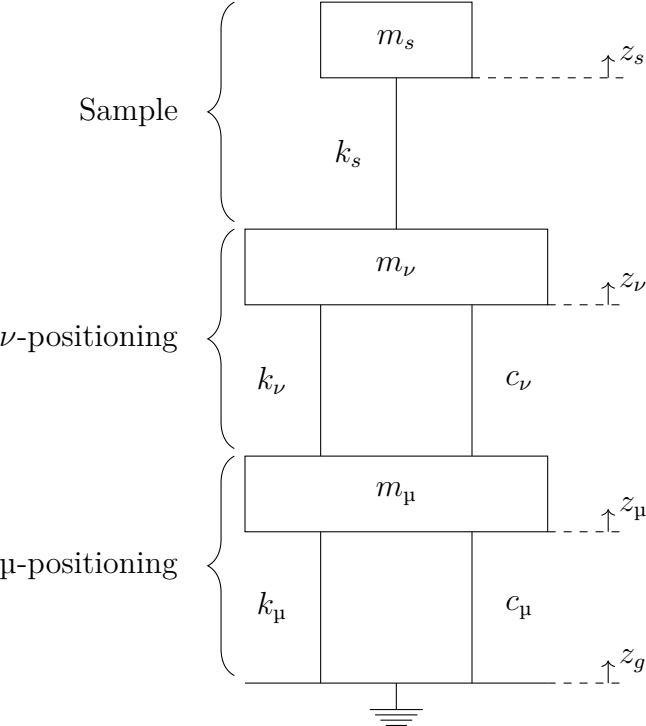 m_s
z_s
Sample
k_s
m_ν
z_ν
ν-positioning
k_ν
c_ν
m_µ
z_µ
µ-positioning
k_µ
c_µ
z_g